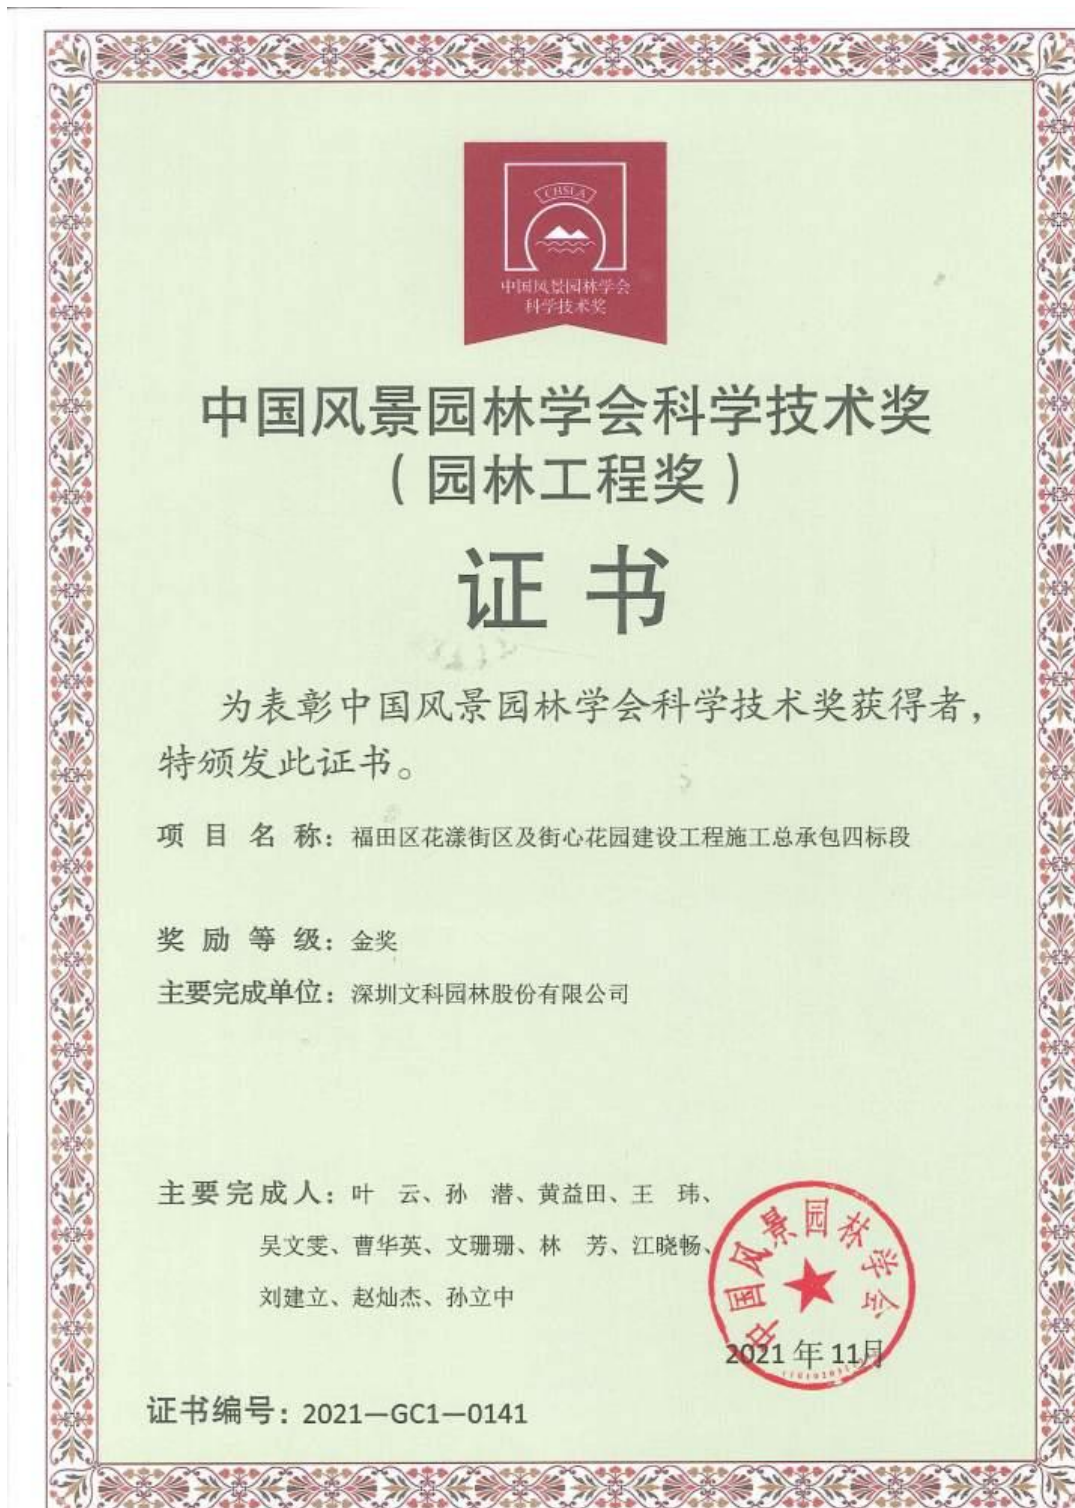 CHSLA
中国风景园林学会
科学技术奖
中国风景园林学会科学技术奖
（园林工程奖）
证书
为表彰中国风景园林学会科学技术奖获得者，
特颁发此证书。
项目名称：福田区花漾街区及街心花园建设工程施工总承包四标段
奖励等级：金奖
主要完成单位：深圳文科园林股份有限公司
主要完成人：叶　云、孙　潜、黄益田、王　玮、
吴文雯、曹华英、文珊珊、林　芳、江晓畅、
刘建立、赵灿杰、孙立中
中国风景园林学会
2021年11月
证书编号：2021—GC1—0141